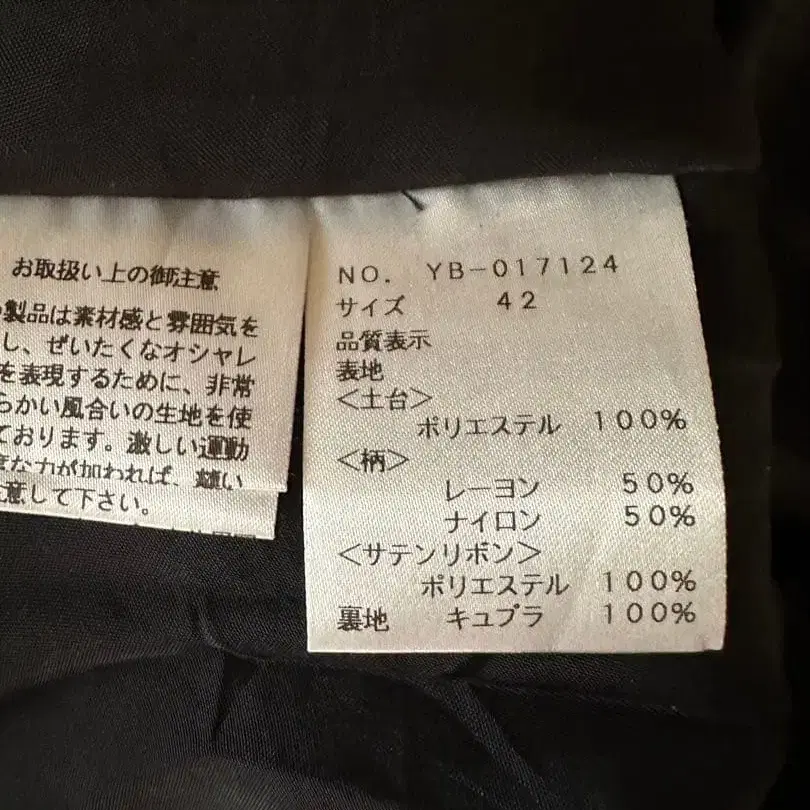 お取扱い上の御注意
製品は素材感と雰囲気を
し、ぜいたくなオシャレ
を表現するために、非常
らかい風合いの生地を使
ております。激しい運動
な力が加われば、縫い
意して下さい。
NO. YB-017124
サイズ 42
品質表示
表地
<土台>
ポリエステル 100%
<柄>
レーヨン 50%
ナイロン 50%
<サテンリボン>
ポリエステル 100%
裏地 キュプラ 100%